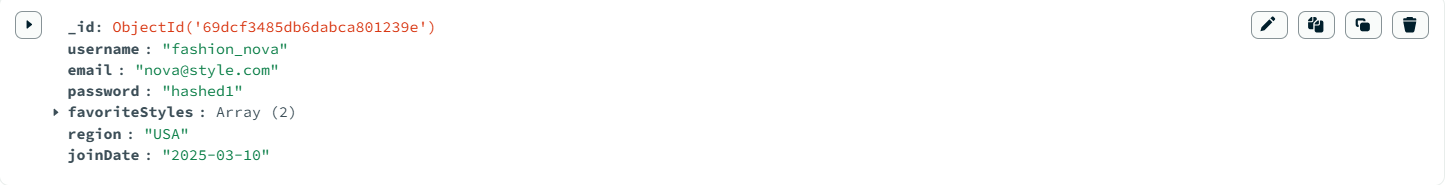 _id: ObjectId('69dcf3485db6dabca801239e')
username : "fashion_nova"
email : "nova@style.com"
password : "hashed1"
favoriteStyles : Array (2)
region : "USA"
joinDate : "2025-03-10"